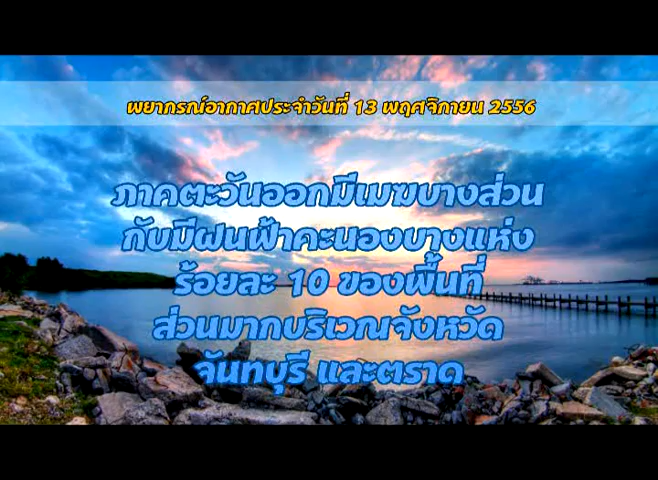 พยากรณ์อากาศประจำวันที่ 13 พฤศจิกายน 2556
ภาคตะวันออกมีเมฆบางส่วน
กับมีฝนฟ้าคะนองบางแห่ง
ร้อยละ 10 ของพื้นที่
ส่วนมากบริเวณจังหวัด
จันทบุรี และตราด